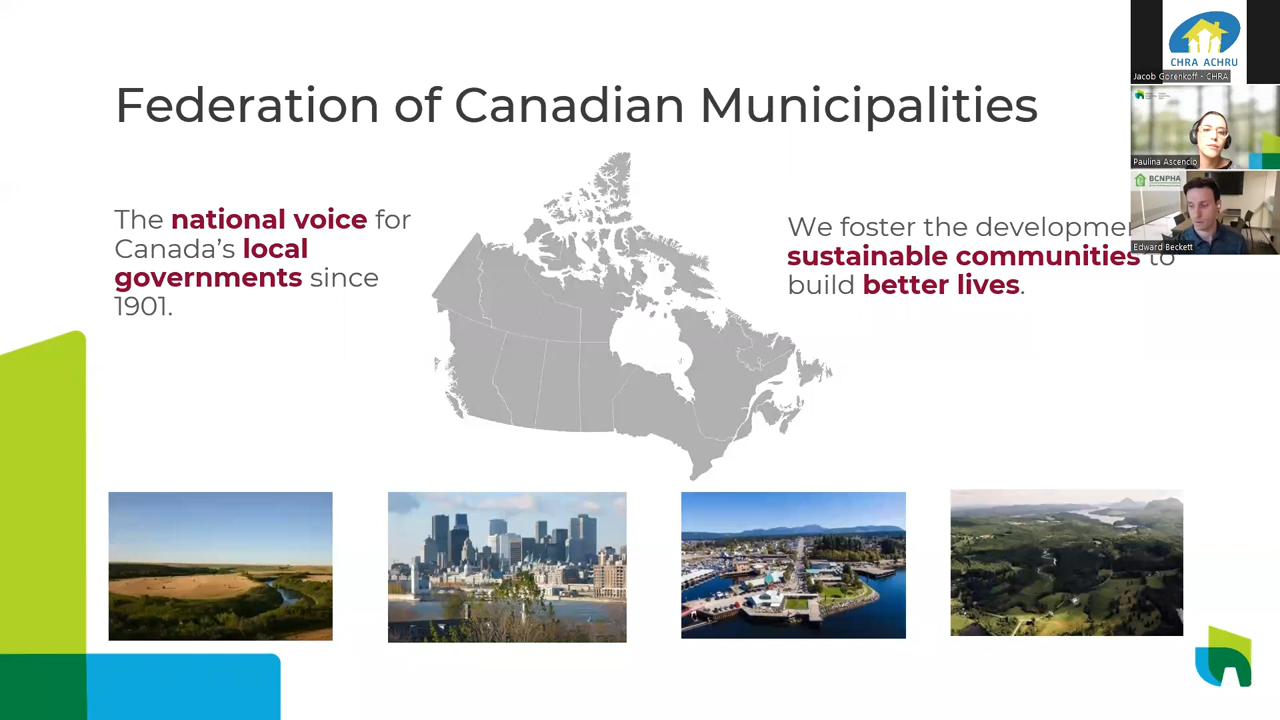 Federation of Canadian Municipalities
The national voice for
Canada's local
governments since
1901.
We foster the developmen
sustainable communities to
build better lives.
CHRA ACHRU
Jacob Gorenkoff - CHRA
Paulina Ascencio
BCNPHA
Edward Beckett